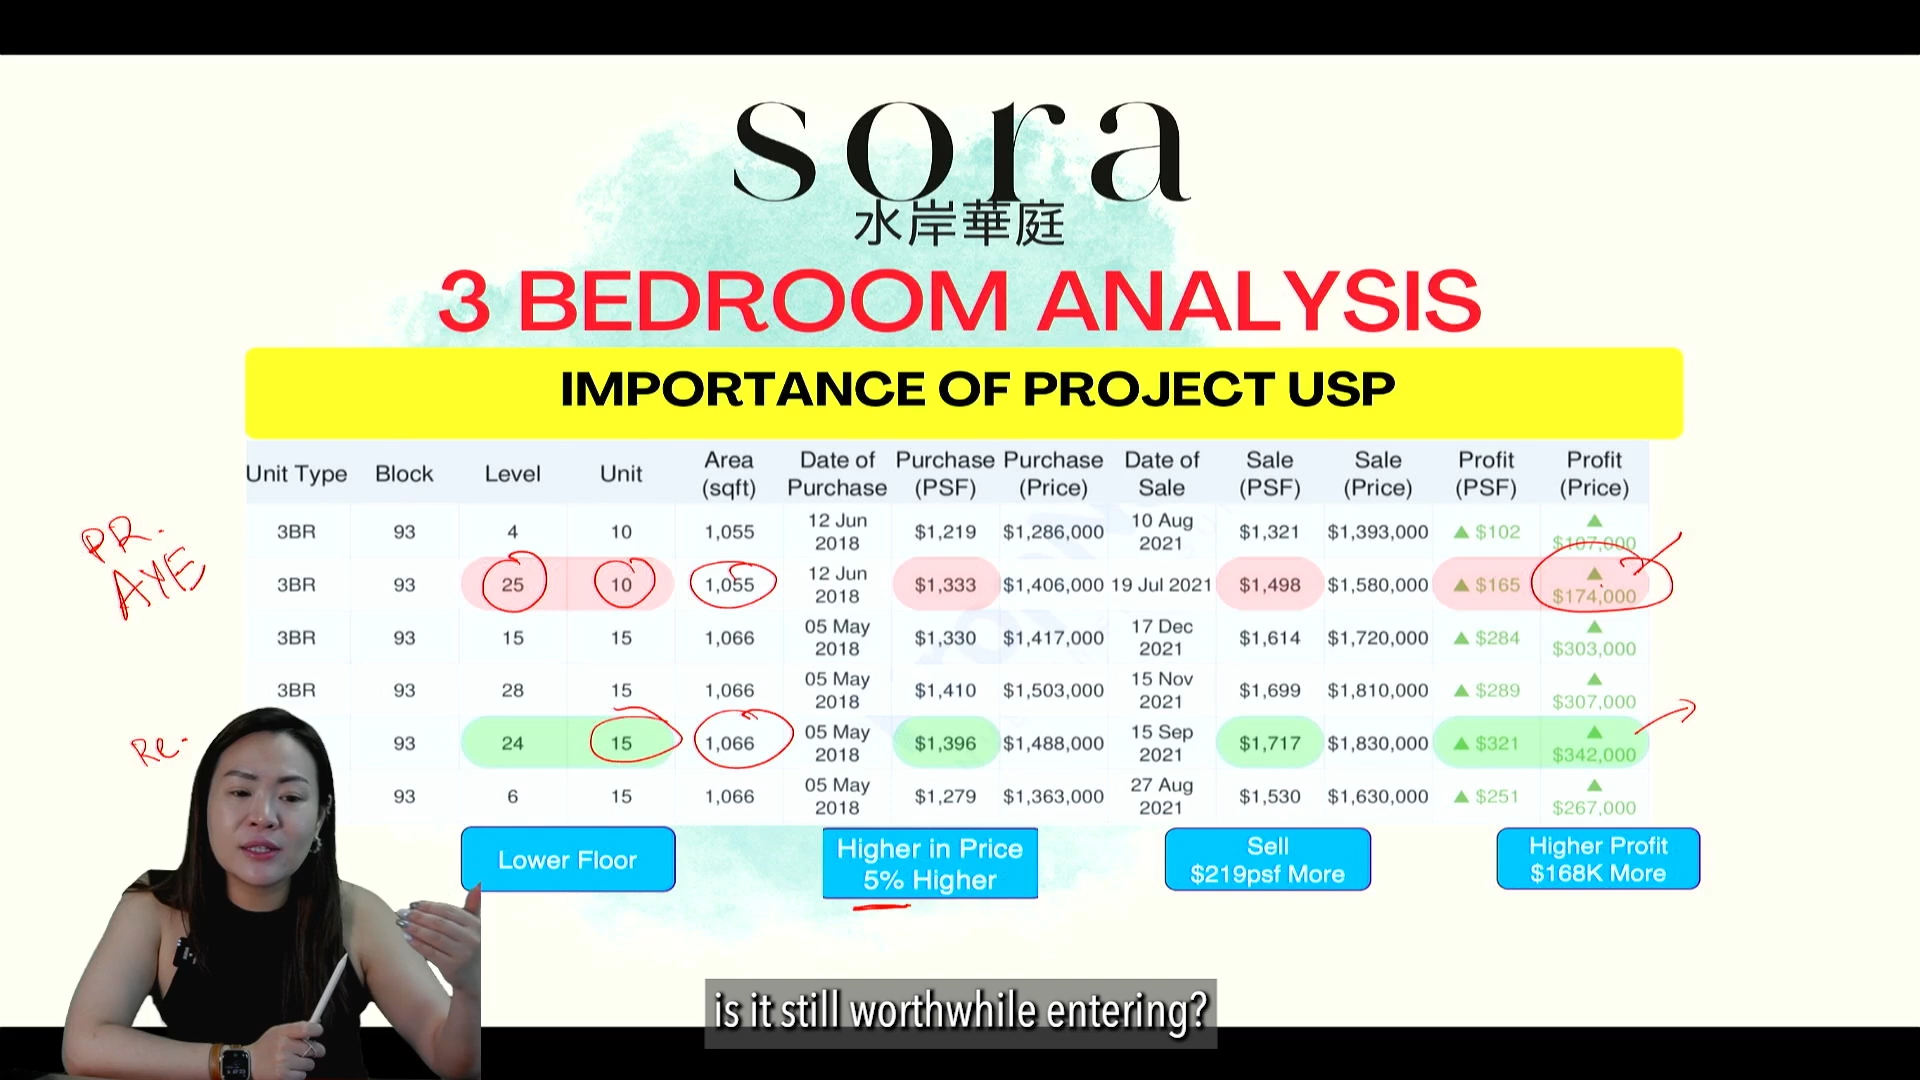 sora
水岸華庭
3 BEDROOM ANALYSIS
IMPORTANCE OF PROJECT USP
Unit Type Block Level Unit Area (sqft) Date of Purchase Purchase (PSF) Purchase (Price) Date of Sale Sale (PSF) Sale (Price) Profit (PSF) Profit (Price)
3BR 93 4 10 1,055 12 Jun 2018 $1,219 $1,286,000 10 Aug 2021 $1,321 $1,393,000 ▲ $102 ▲ $107,000
3BR 93 25 10 1,055 12 Jun 2018 $1,333 $1,406,000 19 Jul 2021 $1,498 $1,580,000 ▲ $165 ▲ $174,000
3BR 93 15 15 1,066 05 May 2018 $1,330 $1,417,000 17 Dec 2021 $1,614 $1,720,000 ▲ $284 ▲ $303,000
3BR 93 28 15 1,066 05 May 2018 $1,410 $1,503,000 15 Nov 2021 $1,699 $1,810,000 ▲ $289 ▲ $307,000
93 24 15 1,066 05 May 2018 $1,396 $1,488,000 15 Sep 2021 $1,717 $1,830,000 ▲ $321 ▲ $342,000
93 6 15 1,066 05 May 2018 $1,279 $1,363,000 27 Aug 2021 $1,530 $1,630,000 ▲ $251 ▲ $267,000
PR.
AYE
Re-
Lower Floor
Higher in Price
5% Higher
Sell
$219psf More
Higher Profit
$168K More
is it still worthwhile entering?